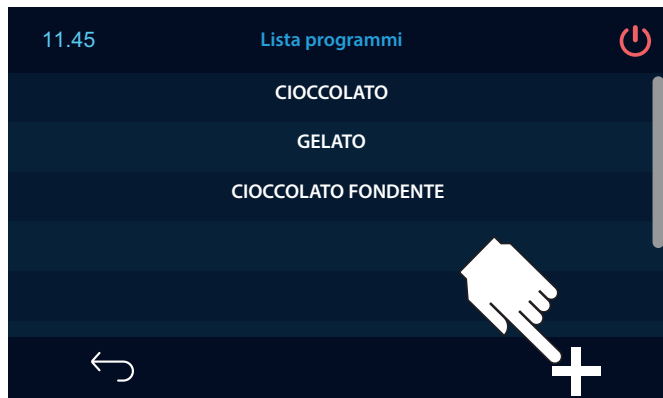 11.45
Lista programmi
CIOCCOLATO
GELATO
CIOCCOLATO FONDENTE